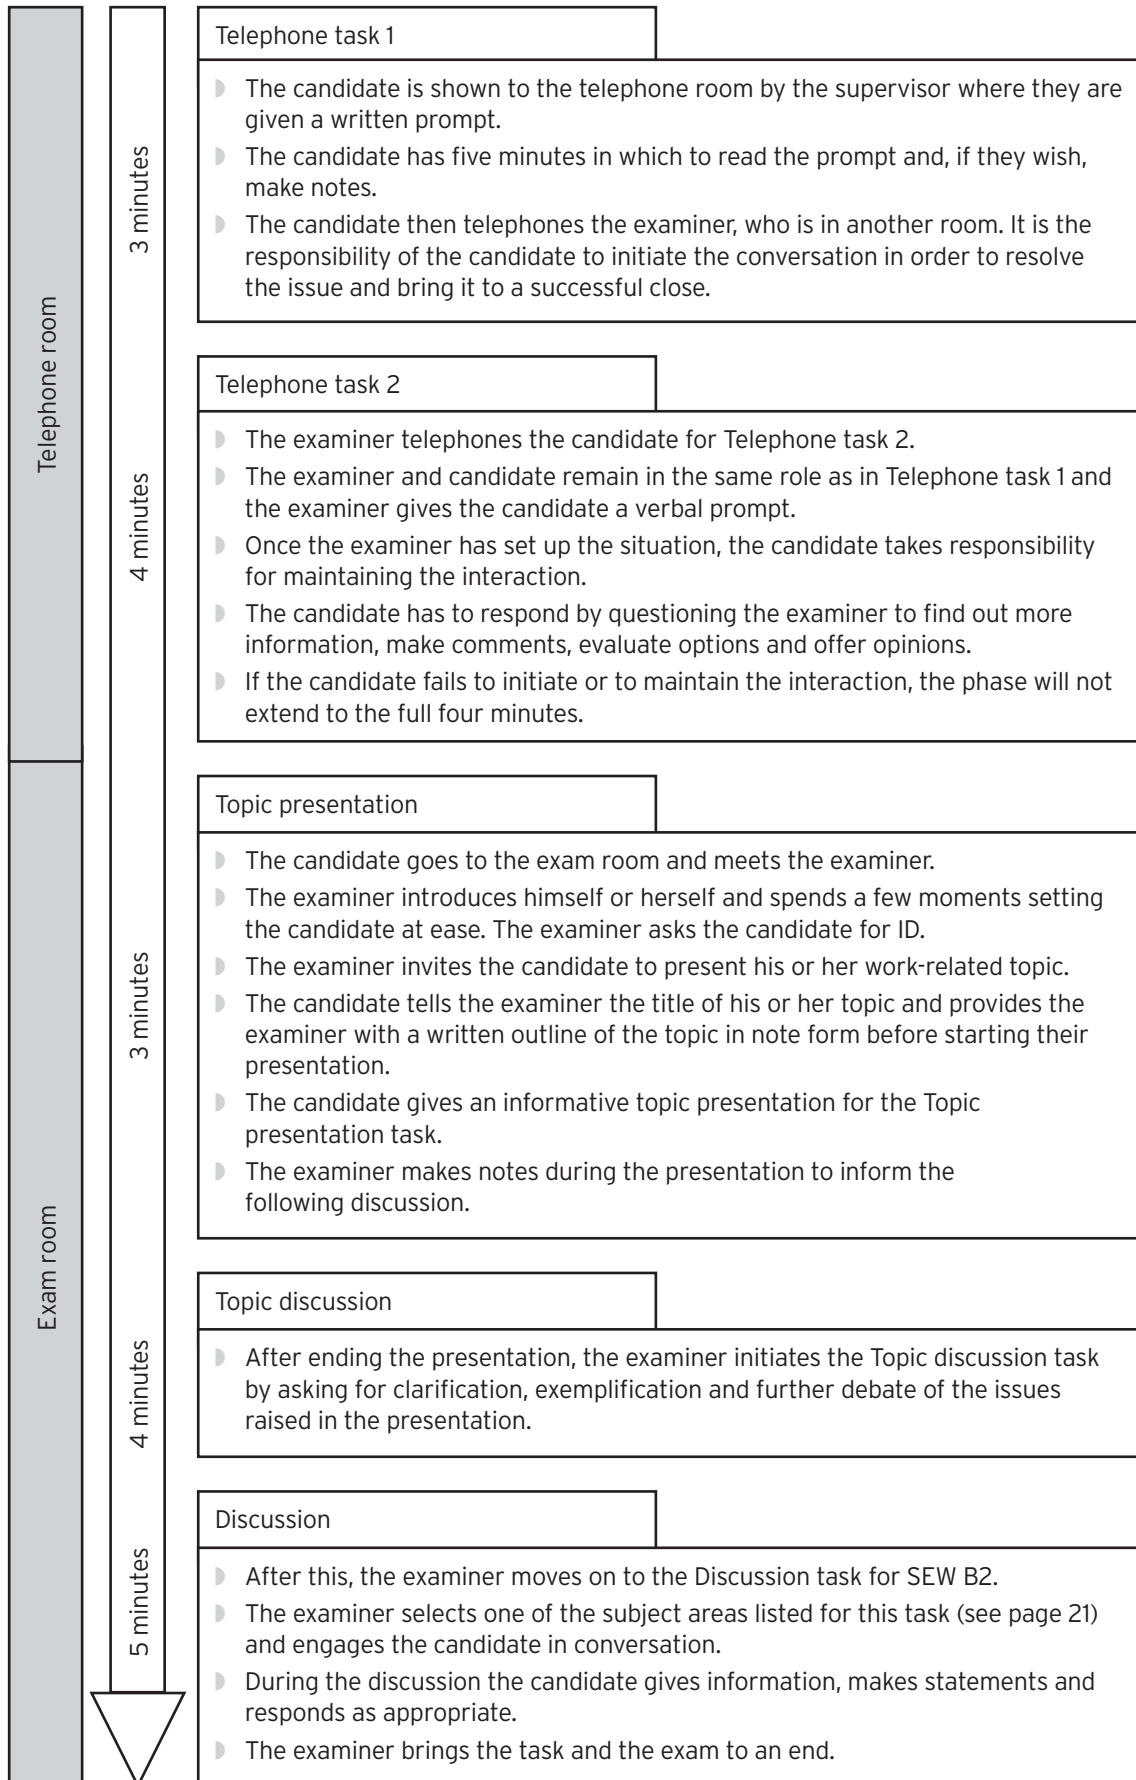 Telephone room
3 minutes
Telephone task 1
The candidate is shown to the telephone room by the supervisor where they are
given a written prompt.
The candidate has five minutes in which to read the prompt and, if they wish,
make notes.
The candidate then telephones the examiner, who is in another room. It is the
responsibility of the candidate to initiate the conversation in order to resolve
the issue and bring it to a successful close.
4 minutes
Telephone task 2
The examiner telephones the candidate for Telephone task 2.
The examiner and candidate remain in the same role as in Telephone task 1 and
the examiner gives the candidate a verbal prompt.
Once the examiner has set up the situation, the candidate takes responsibility
for maintaining the interaction.
The candidate has to respond by questioning the examiner to find out more
information, make comments, evaluate options and offer opinions.
If the candidate fails to initiate or to maintain the interaction, the phase will not
extend to the full four minutes.
Exam room
3 minutes
Topic presentation
The candidate goes to the exam room and meets the examiner.
The examiner introduces himself or herself and spends a few moments setting
the candidate at ease. The examiner asks the candidate for ID.
The examiner invites the candidate to present his or her work-related topic.
The candidate tells the examiner the title of his or her topic and provides the
examiner with a written outline of the topic in note form before starting their
presentation.
The candidate gives an informative topic presentation for the Topic
presentation task.
The examiner makes notes during the presentation to inform the
following discussion.
4 minutes
Topic discussion
After ending the presentation, the examiner initiates the Topic discussion task
by asking for clarification, exemplification and further debate of the issues
raised in the presentation.
5 minutes
Discussion
After this, the examiner moves on to the Discussion task for SEW B2.
The examiner selects one of the subject areas listed for this task (see page 21)
and engages the candidate in conversation.
During the discussion the candidate gives information, makes statements and
responds as appropriate.
The examiner brings the task and the exam to an end.